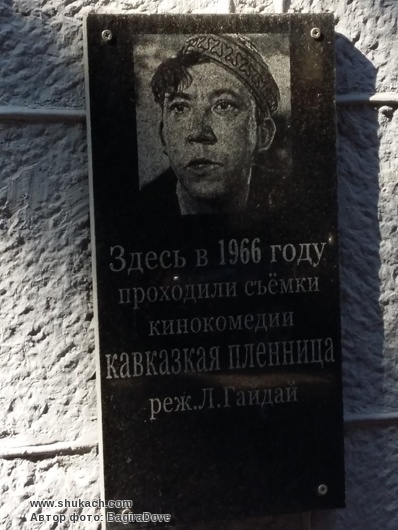 Здесь в 1966 году
проходили съёмки
кинокомедии
КАВКАЗКАЯ ПЛЕННИЦА
реж.Л.Гайдай
www.shukach.com
Автор фото: BagiraDove